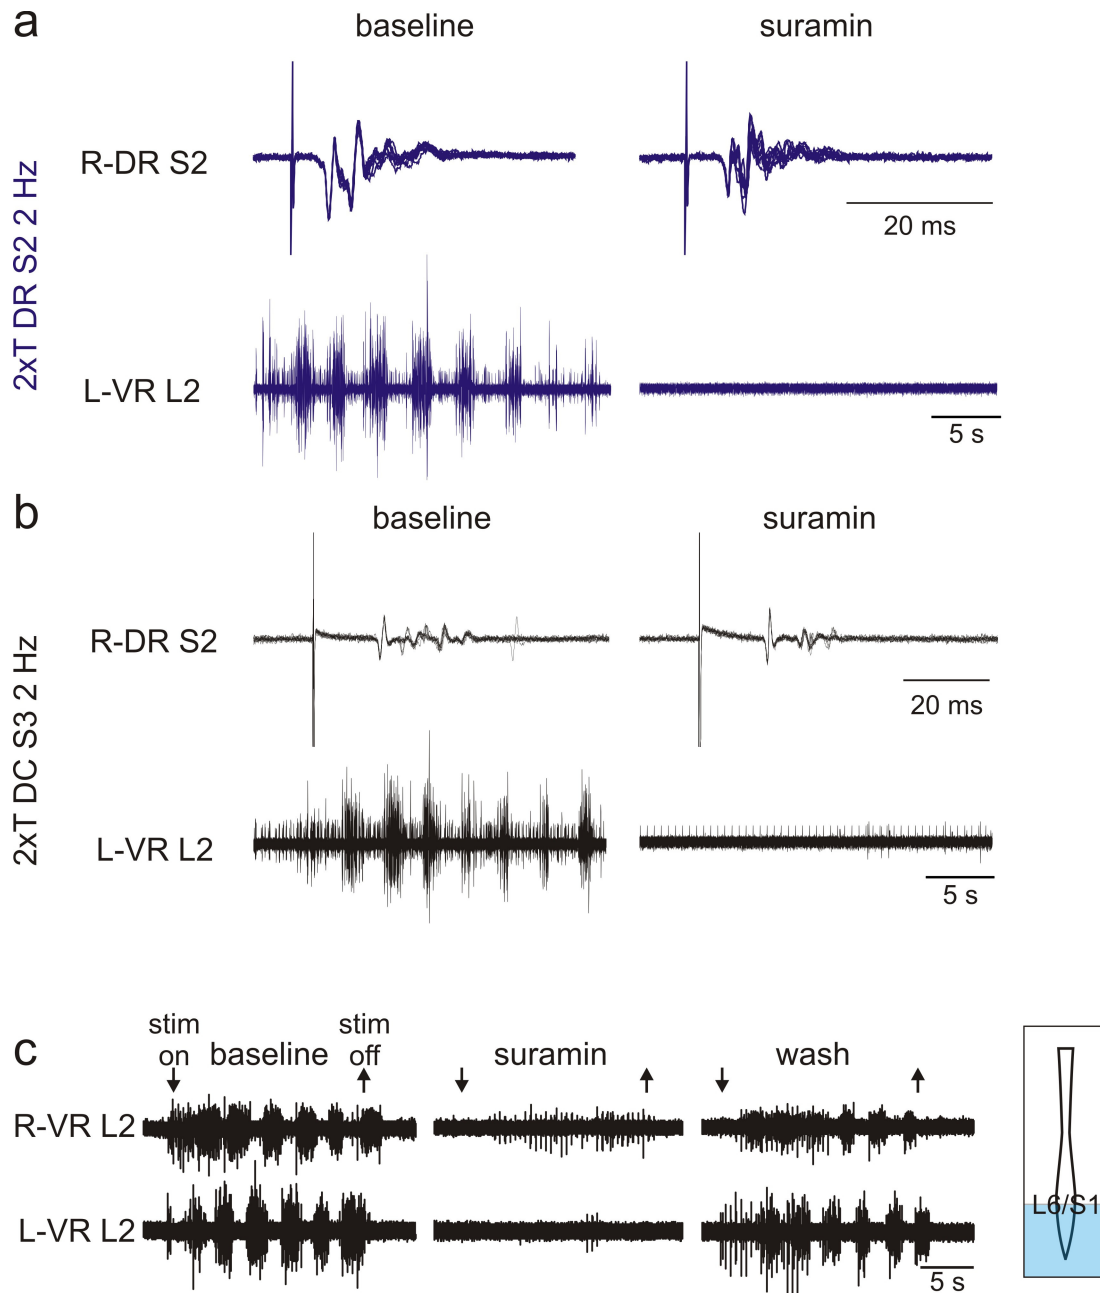 a
baseline suramin
2xT DR S2 2 Hz
R-DR S2
20 ms
L-VR L2
5 s
b
baseline suramin
2xT DC S3 2 Hz
R-DR S2
20 ms
L-VR L2
5 s
c
stim on baseline stim off suramin wash
R-VR L2
L-VR L2
5 s
L6/S1